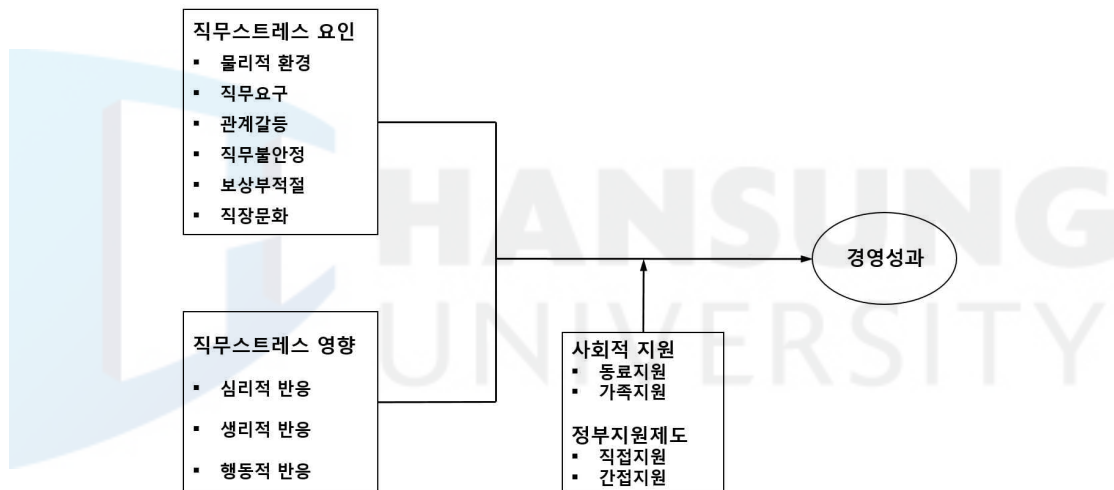 직무스트레스 요인
▪ 물리적 환경
▪ 직무요구
▪ 관계갈등
▪ 직무불안정
▪ 보상부적절
▪ 직장문화
HANSUNG
UNIVERSITY
경영성과
직무스트레스 영향
▪ 심리적 반응
▪ 생리적 반응
▪ 행동적 반응
사회적 지원
▪ 동료지원
▪ 가족지원
정부지원제도
▪ 직접지원
▪ 간접지원